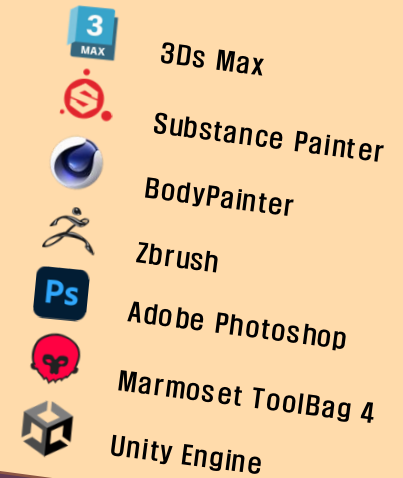 3
MAX
3Ds Max
Substance Painter
BodyPainter
Zbrush
Ps
Adobe Photoshop
Marmoset ToolBag 4
Unity Engine